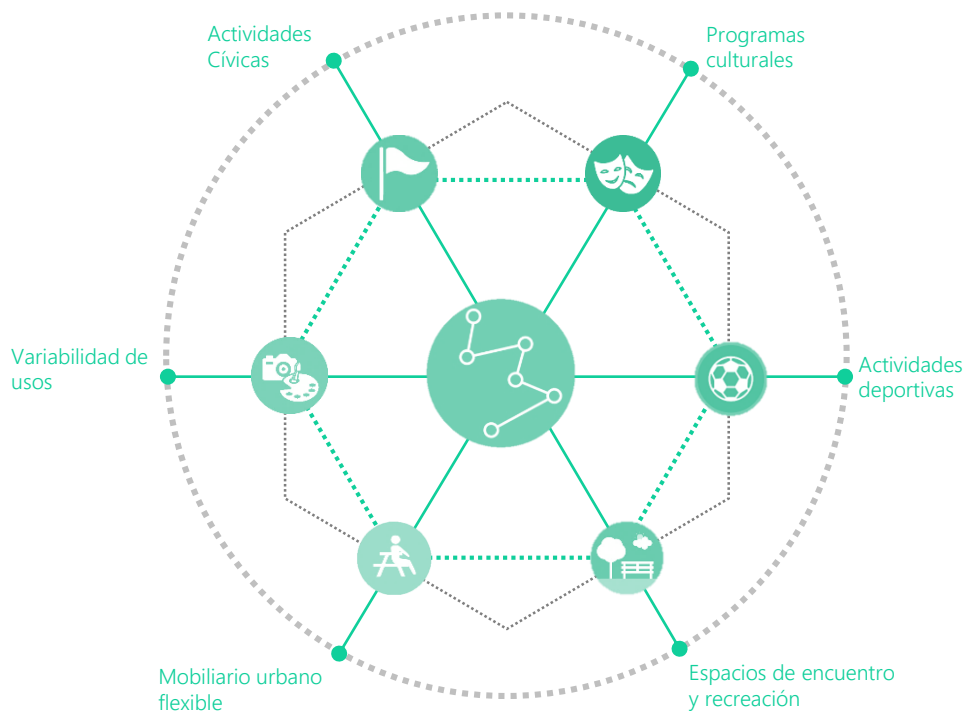 Actividades
Cívicas
Programas
culturales
Variabilidad de
usos
Actividades
deportivas
Mobiliario urbano
flexible
Espacios de encuentro
y recreación